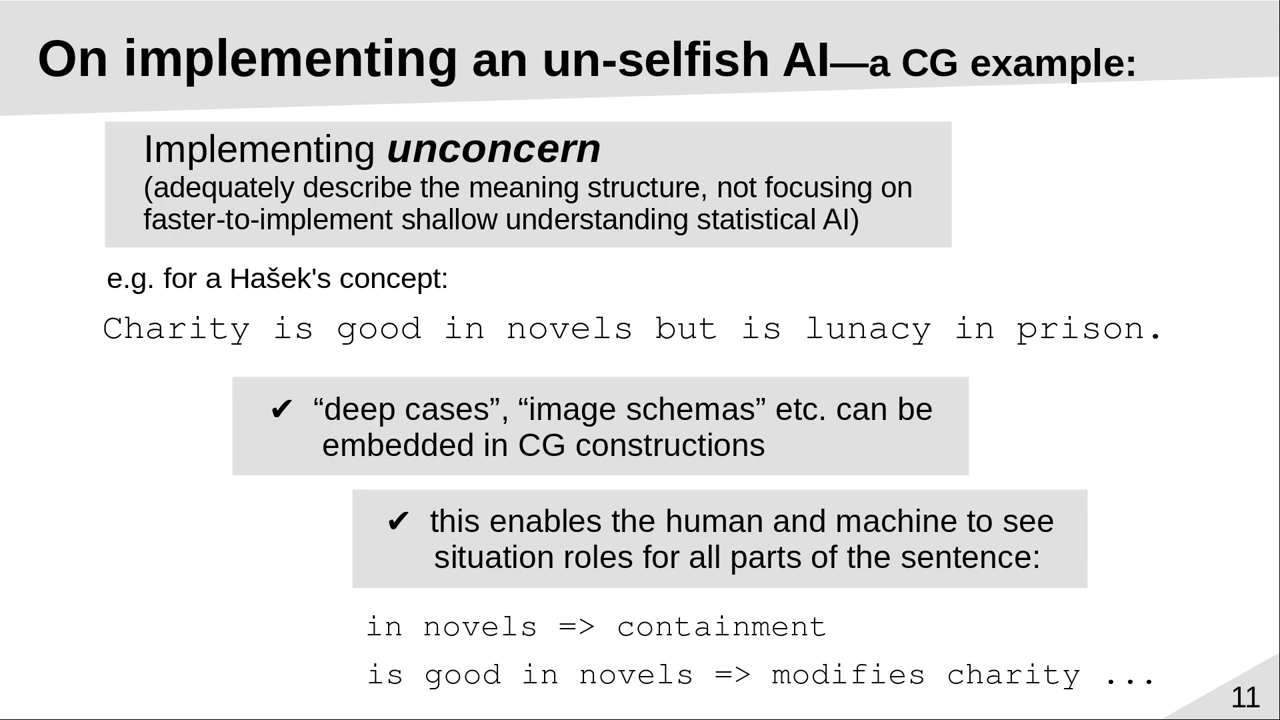 On implementing an un-selfish AI—a CG example:
Implementing unconcern
(adequately describe the meaning structure, not focusing on
faster-to-implement shallow understanding statistical AI)
e.g. for a Hašek's concept:
Charity is good in novels but is lunacy in prison.
✔ “deep cases”, “image schemas” etc. can be
embedded in CG constructions
✔ this enables the human and machine to see
situation roles for all parts of the sentence:
in novels => containment
is good in novels => modifies charity ...
11